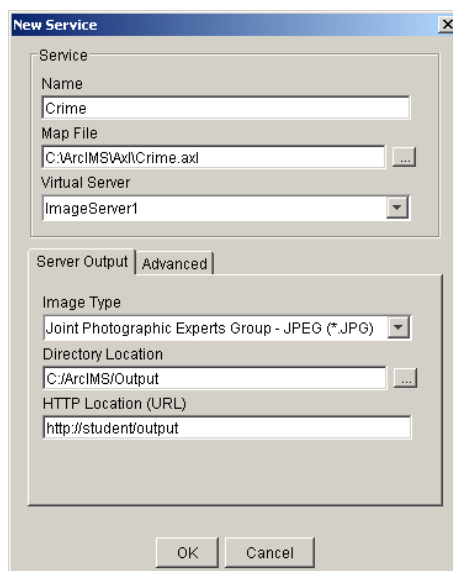 New Service
Service
Name
Crime
Map File
C:\ArcIMS\Axl\Crime.axl
...
Virtual Server
ImageServer1
Server Output
Advanced
Image Type
Joint Photographic Experts Group - JPEG (*.JPG)
Directory Location
C:/ArcIMS/Output
...
HTTP Location (URL)
http://student/output
OK
Cancel